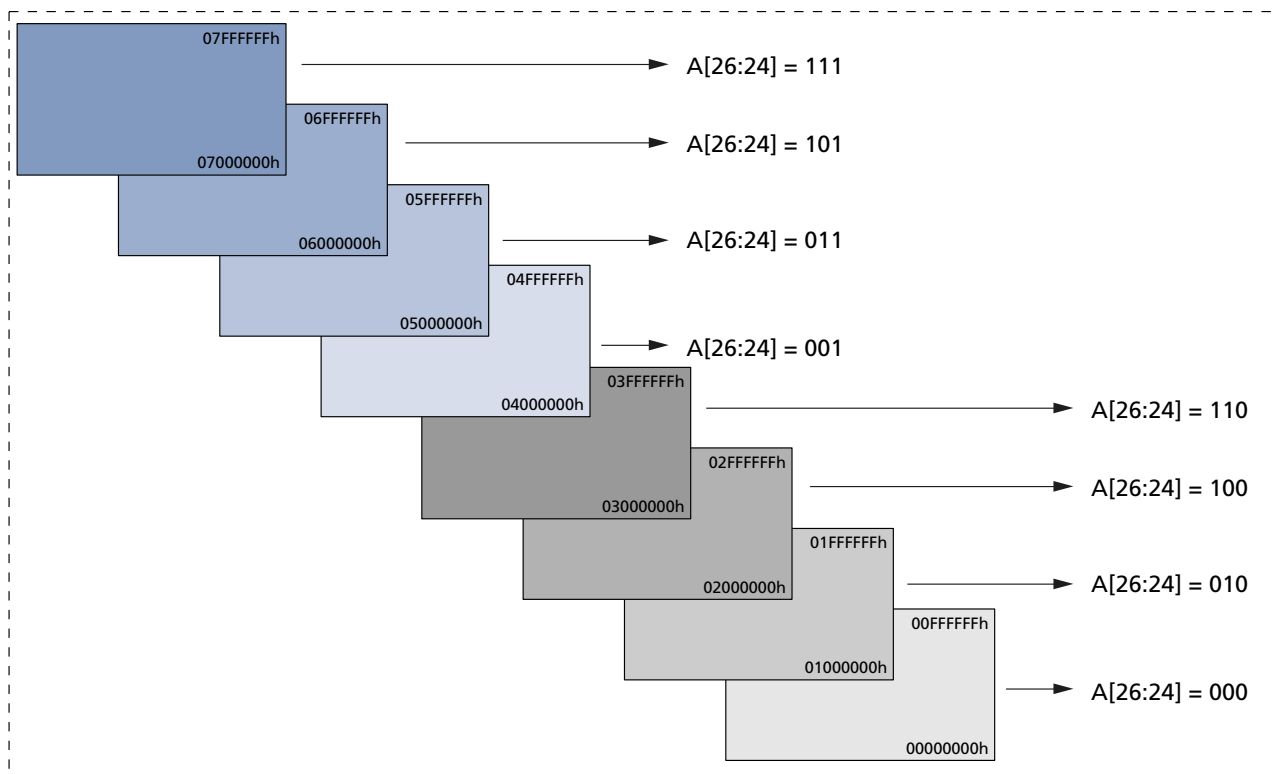 07FFFFFFh
A[26:24] = 111
07000000h
06FFFFFFh
A[26:24] = 101
06000000h
05FFFFFFh
A[26:24] = 011
05000000h
04FFFFFFh
A[26:24] = 001
04000000h
03FFFFFFh
A[26:24] = 110
03000000h
02FFFFFFh
A[26:24] = 100
02000000h
01FFFFFFh
A[26:24] = 010
01000000h
00FFFFFFh
A[26:24] = 000
00000000h